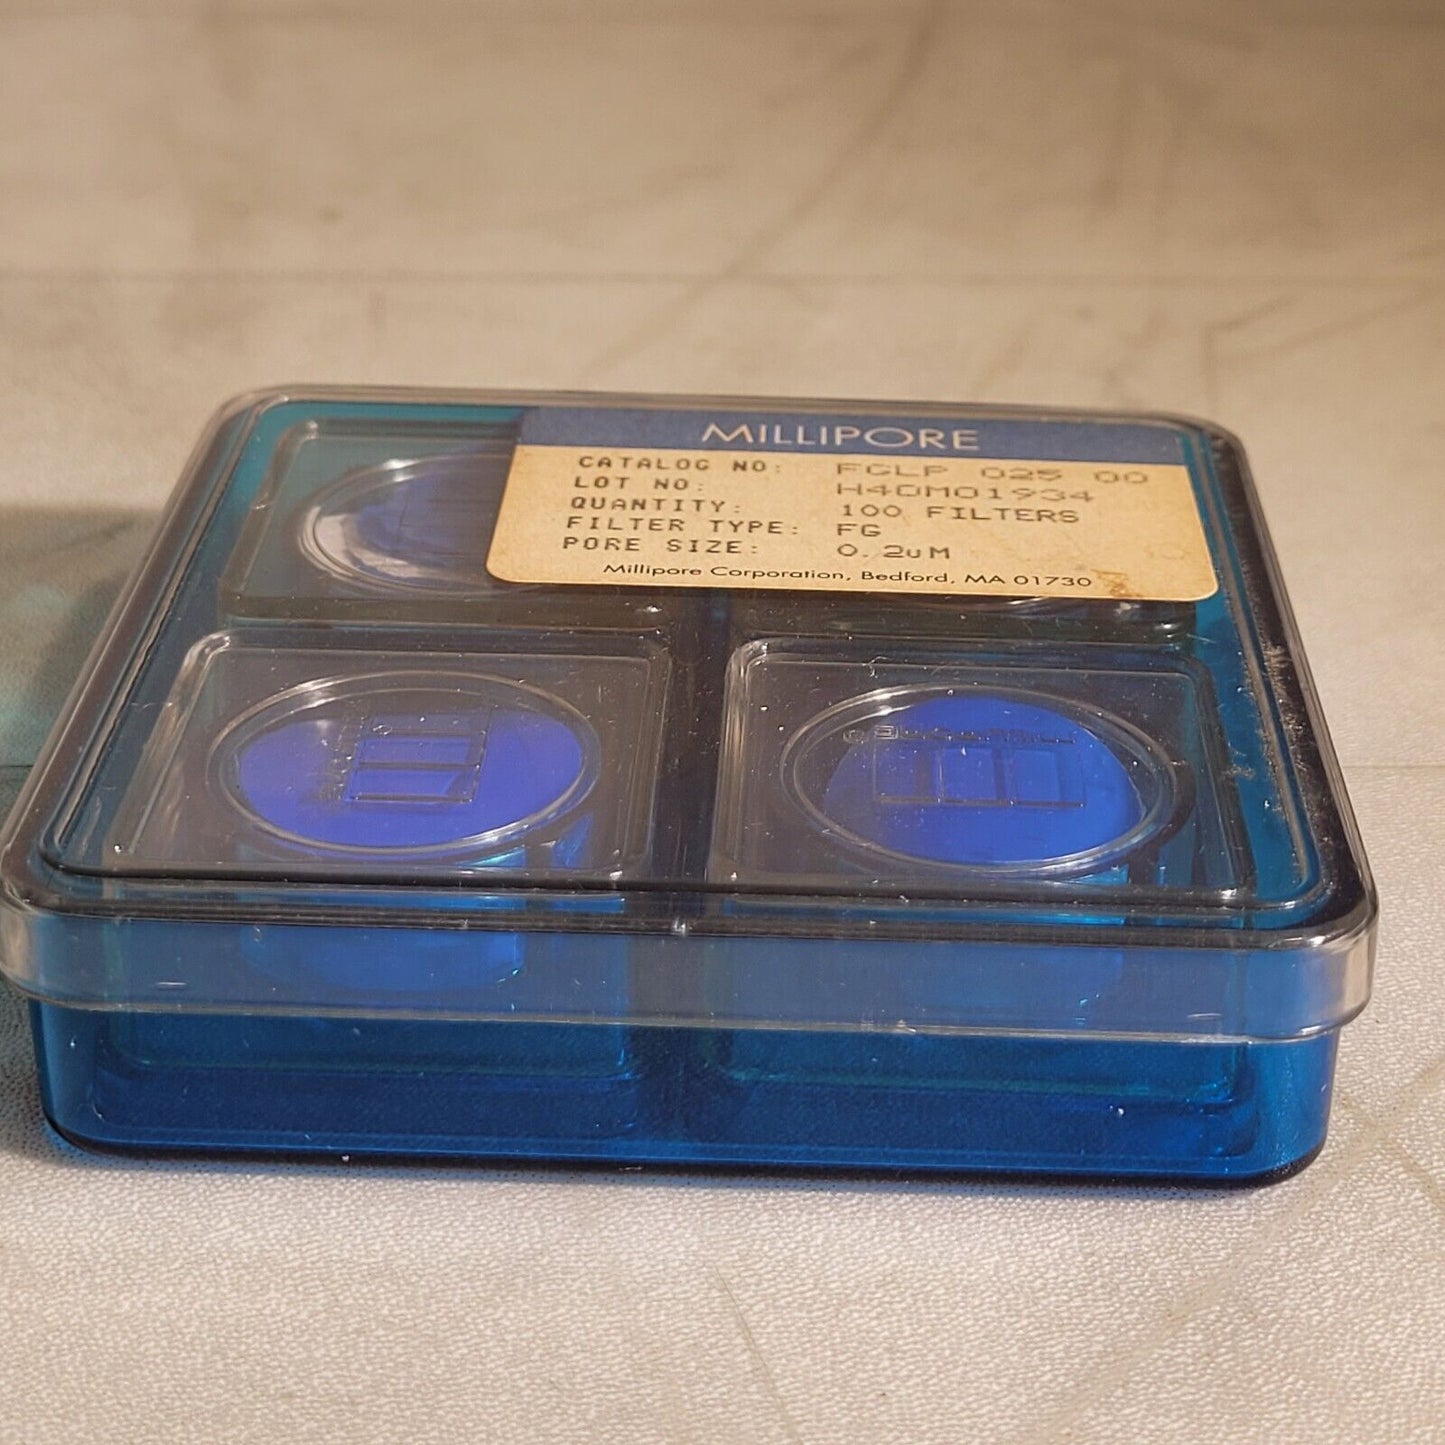 MILLIPORE
CATALOG NO: FGLP 025 00
LOT NO: H40M01934
QUANTITY: 100 FILTERS
FILTER TYPE: FG
PORE SIZE: 0.2uM
Millipore Corporation, Bedford, MA 01730